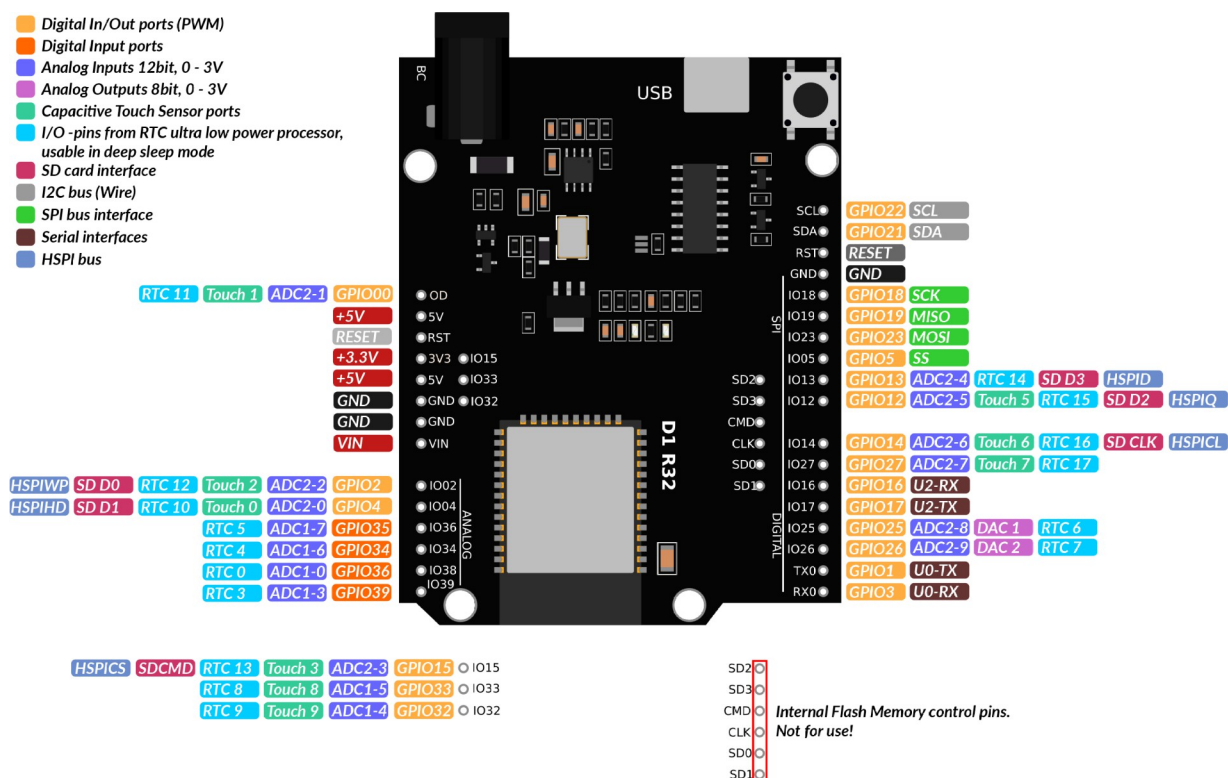 Digital In/Out ports (PWM)
Digital Input ports
Analog Inputs 12bit, 0 - 3V
Analog Outputs 8bit, 0 - 3V
Capacitive Touch Sensor ports
I/O -pins from RTC ultra low power processor,
usable in deep sleep mode
SD card interface
I2C bus (Wire)
SPI bus interface
Serial interfaces
HSPI bus
BC
USB
SCL GPIO22 SCL
SDA GPIO21 SDA
RST RESET
GND GND
RTC 11 Touch 1 ADC2-1 GPIO00 OD
+5V 5V
RESET RST
+3.3V 3V3 IO15
+5V 5V IO33
GND GND IO32
GND GND
VIN VIN
HSPIWP SD D0 RTC 12 Touch 2 ADC2-2 GPIO2 IO02
HSPIHD SD D1 RTC 10 Touch 0 ADC2-0 GPIO4 IO04
RTC 5 ADC1-7 GPIO35 IO36
RTC 4 ADC1-6 GPIO34 IO34
RTC 0 ADC1-0 GPIO36 IO38
RTC 3 ADC1-3 GPIO39 IO39
ANALOG
D1 R32
SD2
SD3
CMD
CLK
SD0
SD1
SPI
DIGITAL
IO18 GPIO18 SCK
IO19 GPIO19 MISO
IO23 GPIO23 MOSI
IO05 GPIO5 SS
IO13 GPIO13 ADC2-4 RTC 14 SD D3 HSPID
IO12 GPIO12 ADC2-5 Touch 5 RTC 15 SD D2 HSPIQ
IO14 GPIO14 ADC2-6 Touch 6 RTC 16 SD CLK HSPICL
IO27 GPIO27 ADC2-7 Touch 7 RTC 17
IO16 GPIO16 U2-RX
IO17 GPIO17 U2-TX
IO25 GPIO25 ADC2-8 DAC 1 RTC 6
IO26 GPIO26 ADC2-9 DAC 2 RTC 7
TX0 GPIO1 U0-TX
RX0 GPIO3 U0-RX
HSPICS SDCMD RTC 13 Touch 3 ADC2-3 GPIO15 IO15
RTC 8 Touch 8 ADC1-5 GPIO33 IO33
RTC 9 Touch 9 ADC1-4 GPIO32 IO32
SD2
SD3
CMD
CLK
SD0
SD1
Internal Flash Memory control pins.
Not for use!